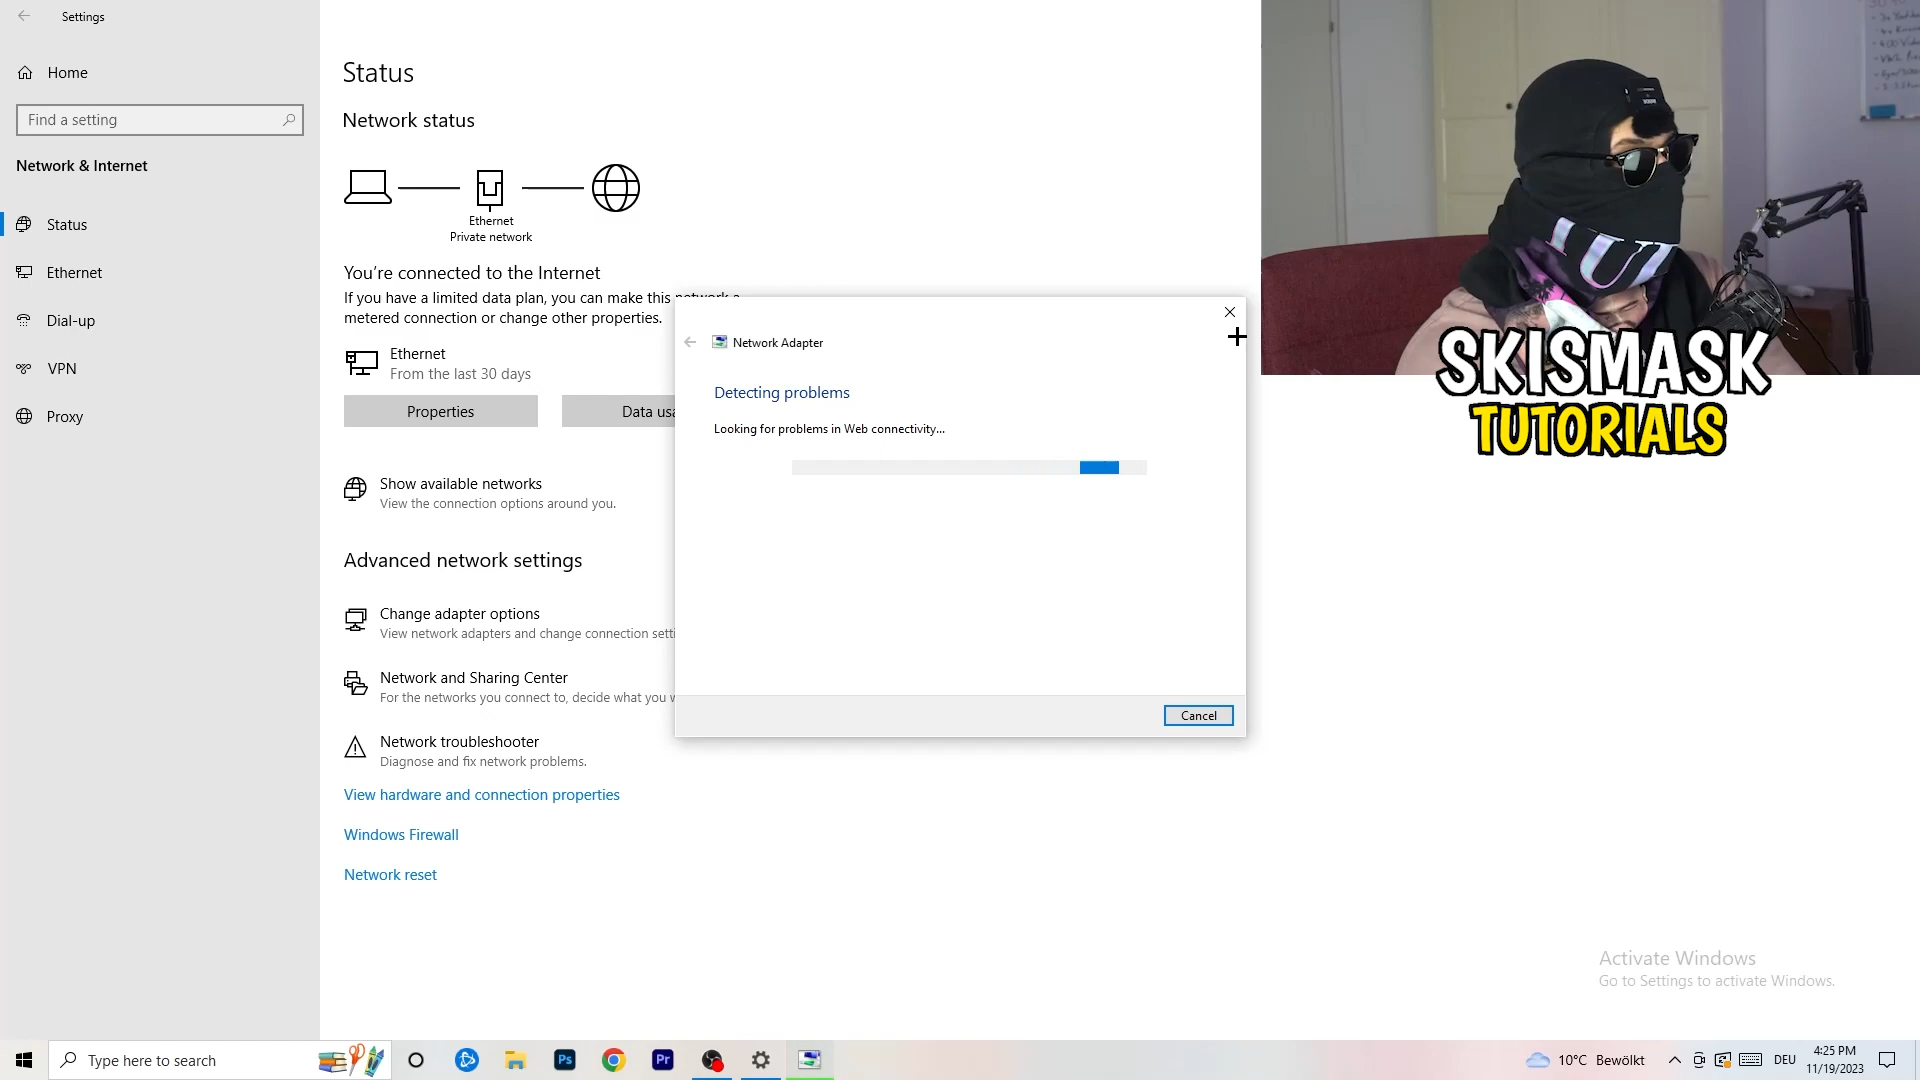 Settings
Home
Find a setting
Network & Internet
Status
Ethernet
Dial-up
VPN
Proxy
Status
Network status
Ethernet
Private network
You're connected to the Internet
If you have a limited data plan, you can make this network a
metered connection or change other properties.
Ethernet
From the last 30 days
Properties
Data usa
Show available networks
View the connection options around you.
Advanced network settings
Change adapter options
View network adapters and change connection setti
Network and Sharing Center
For the networks you connect to, decide what you w
Network troubleshooter
Diagnose and fix network problems.
View hardware and connection properties
Windows Firewall
Network reset
Network Adapter
Detecting problems
Looking for problems in Web connectivity...
Cancel
SKISMASK
TUTORIALS
Activate Windows
Go to Settings to activate Windows.
Type here to search
Ps
Pr
10°C Bewölkt
DEU
4:25 PM
11/19/2023